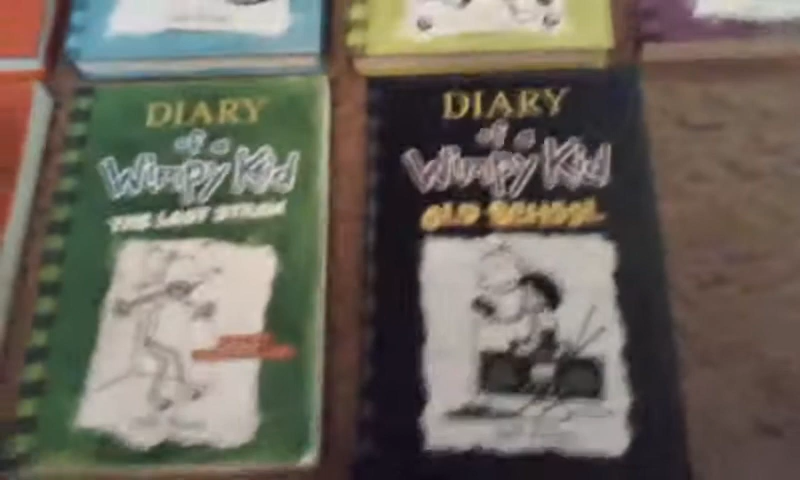 DIARY
of a
Wimpy Kid
THE LAST STRAW
DIARY
of a
Wimpy Kid
OLD SCHOOL